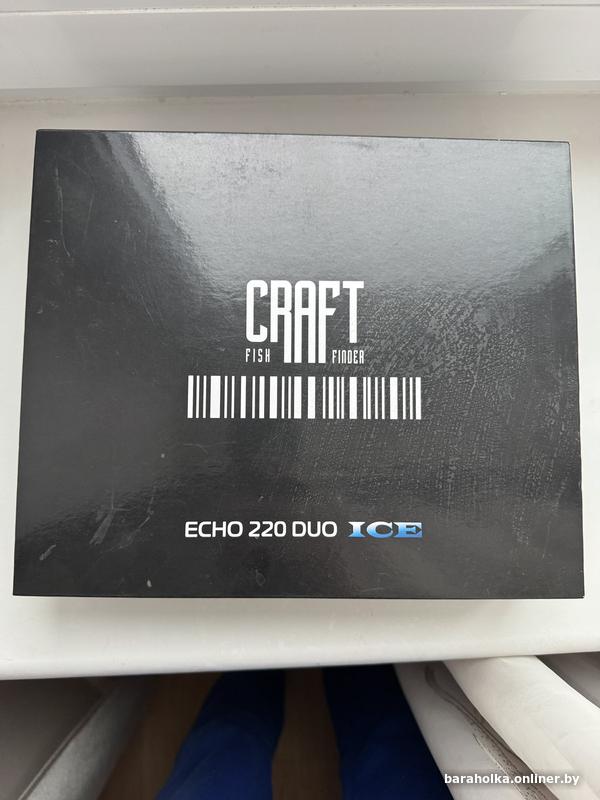 CRAFT
FISH FINDER
ECHO 220 DUO ICE
baraholka.onliner.by